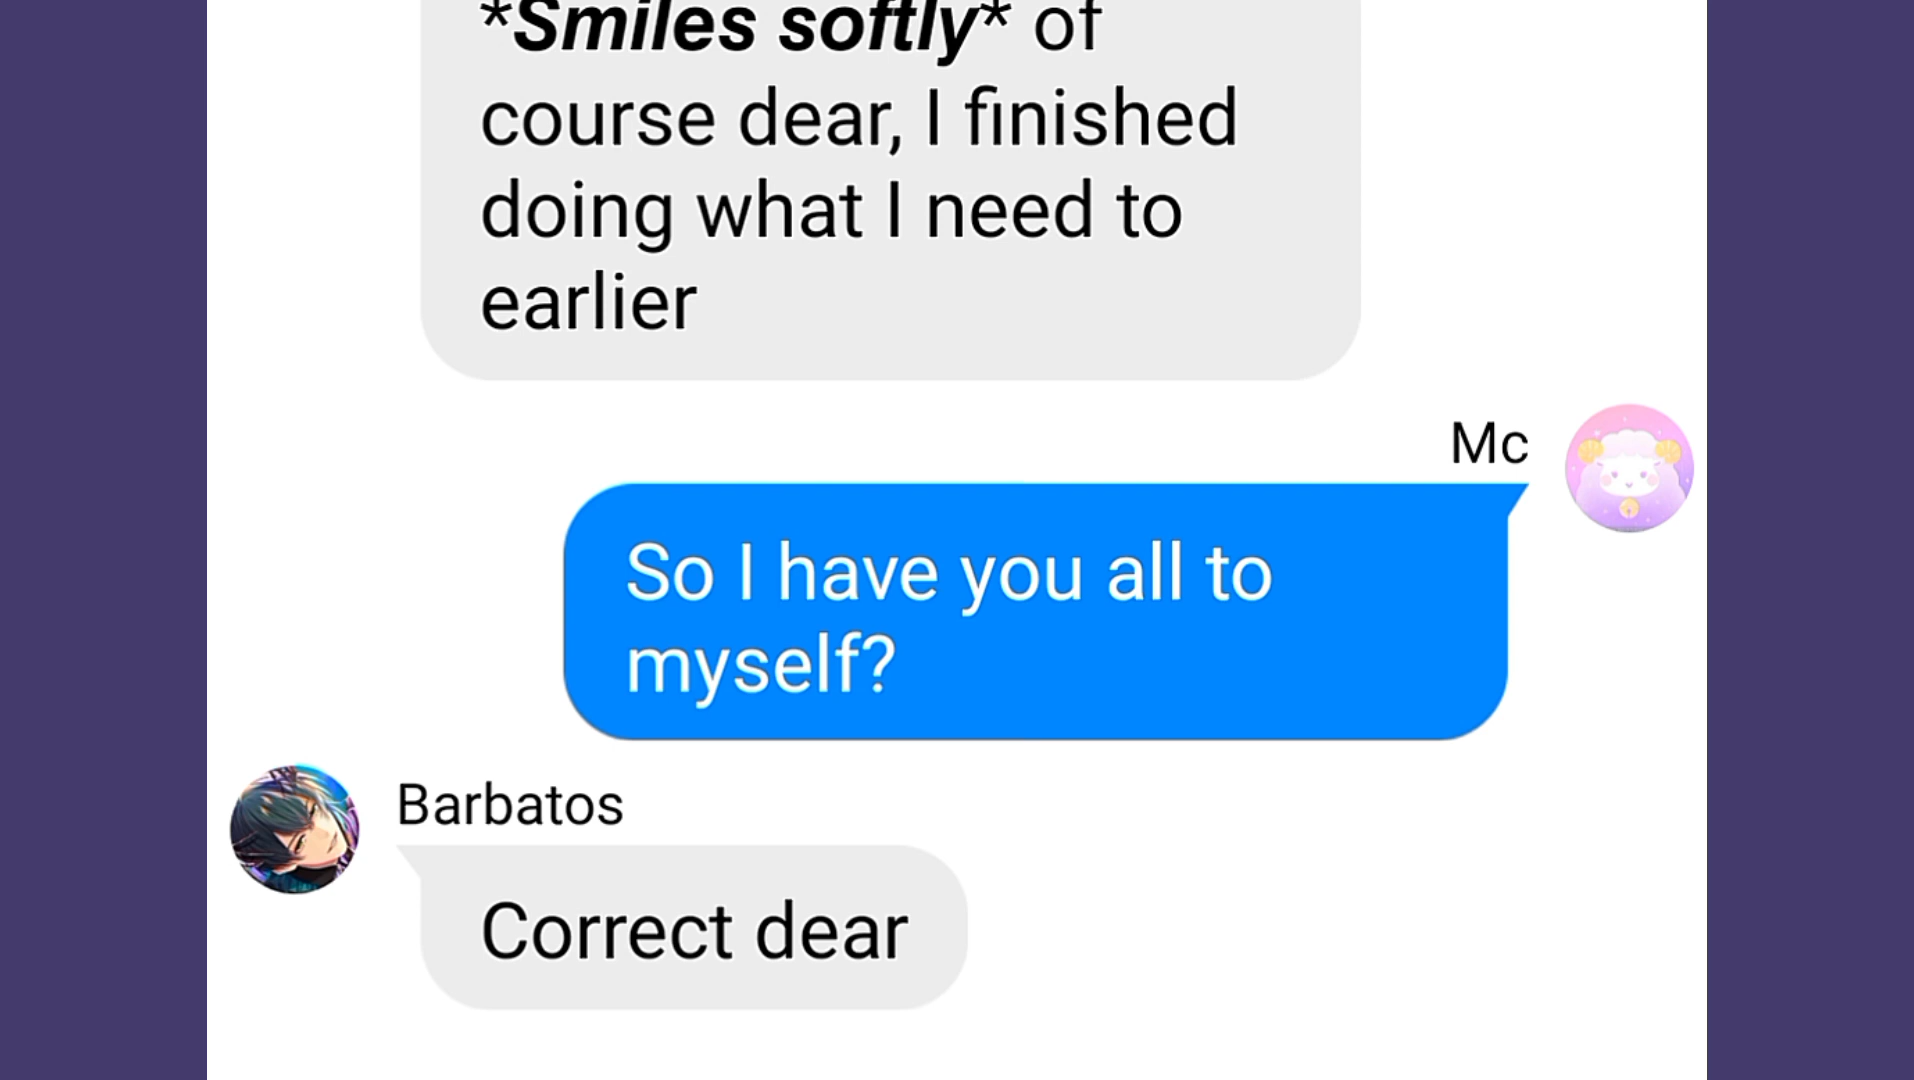 *Smiles softly* of
course dear, I finished
doing what I need to
earlier
Mc
So I have you all to
myself?
Barbatos
Correct dear